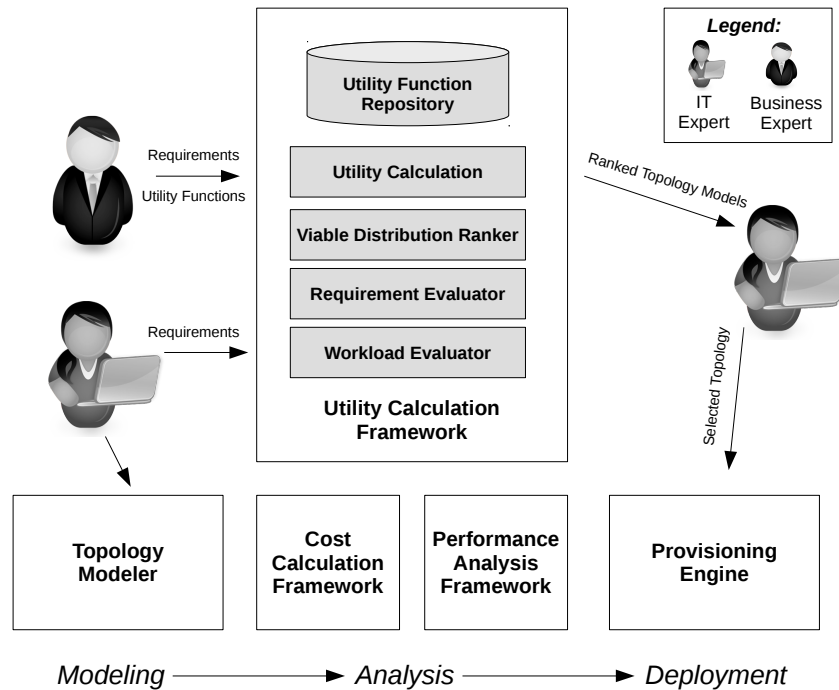 Legend:
IT
Expert
Business
Expert
Utility Function
Repository
Requirements
Utility Functions
Utility Calculation
Viable Distribution Ranker
Requirement Evaluator
Workload Evaluator
Utility Calculation
Framework
Requirements
Ranked Topology Models
Selected Topology
Topology
Modeler
Cost
Calculation
Framework
Performance
Analysis
Framework
Provisioning
Engine
Modeling
Analysis
Deployment